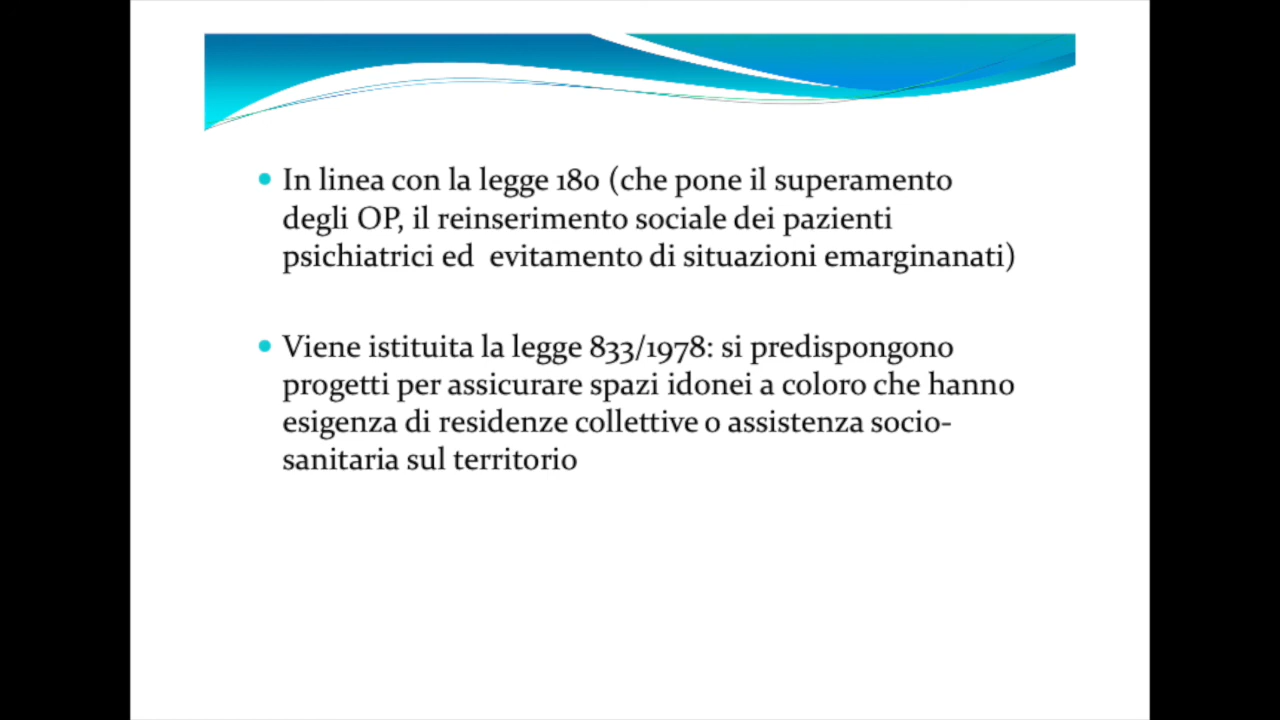 In linea con la legge 180 (che pone il superamento
degli OP, il reinserimento sociale dei pazienti
psichiatrici ed  evitamento di situazioni emarginanati)
Viene istituita la legge 833/1978: si predispongono
progetti per assicurare spazi idonei a coloro che hanno
esigenza di residenze collettive o assistenza socio-
sanitaria sul territorio